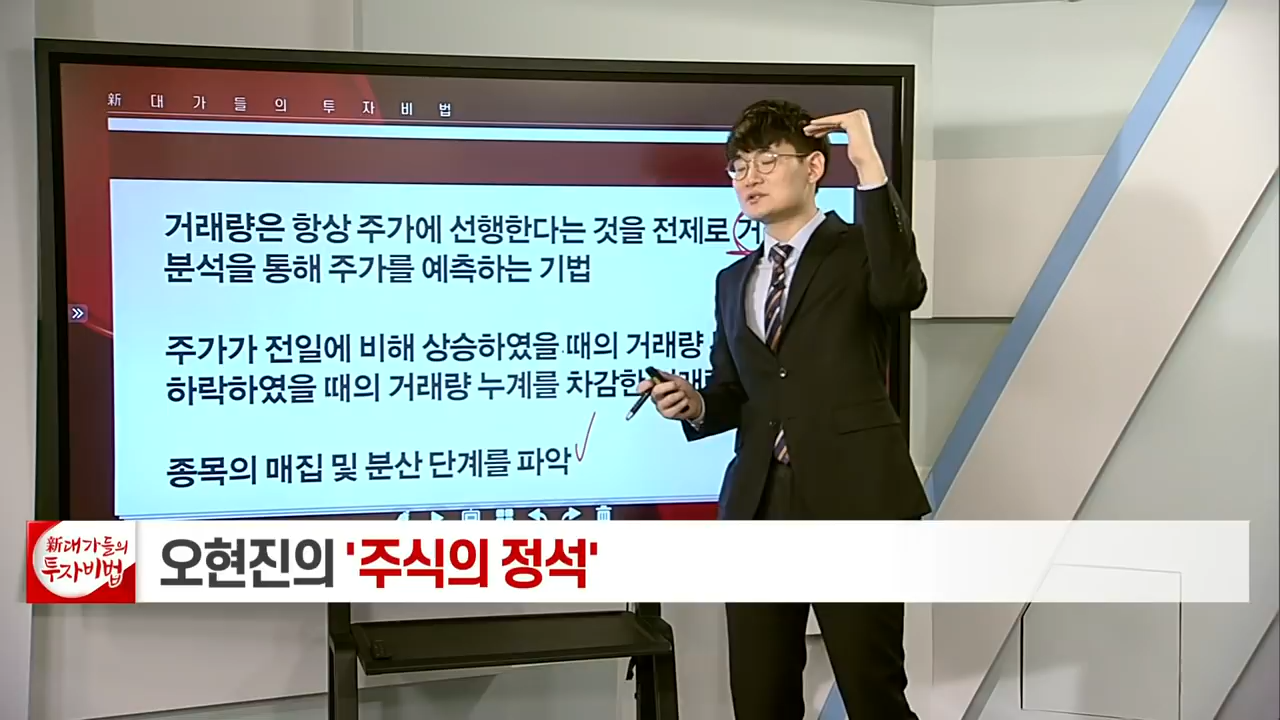 新 대 가 들 의 투 자 비 법
거래량은 항상 주가에 선행한다는 것을 전제로 거
분석을 통해 주가를 예측하는 기법
주가가 전일에 비해 상승하였을 때의 거래량
하락하였을 때의 거래량 누계를 차감한
종목의 매집 및 분산 단계를 파악
新대가들의
투자비법
오현진의 '주식의 정석'